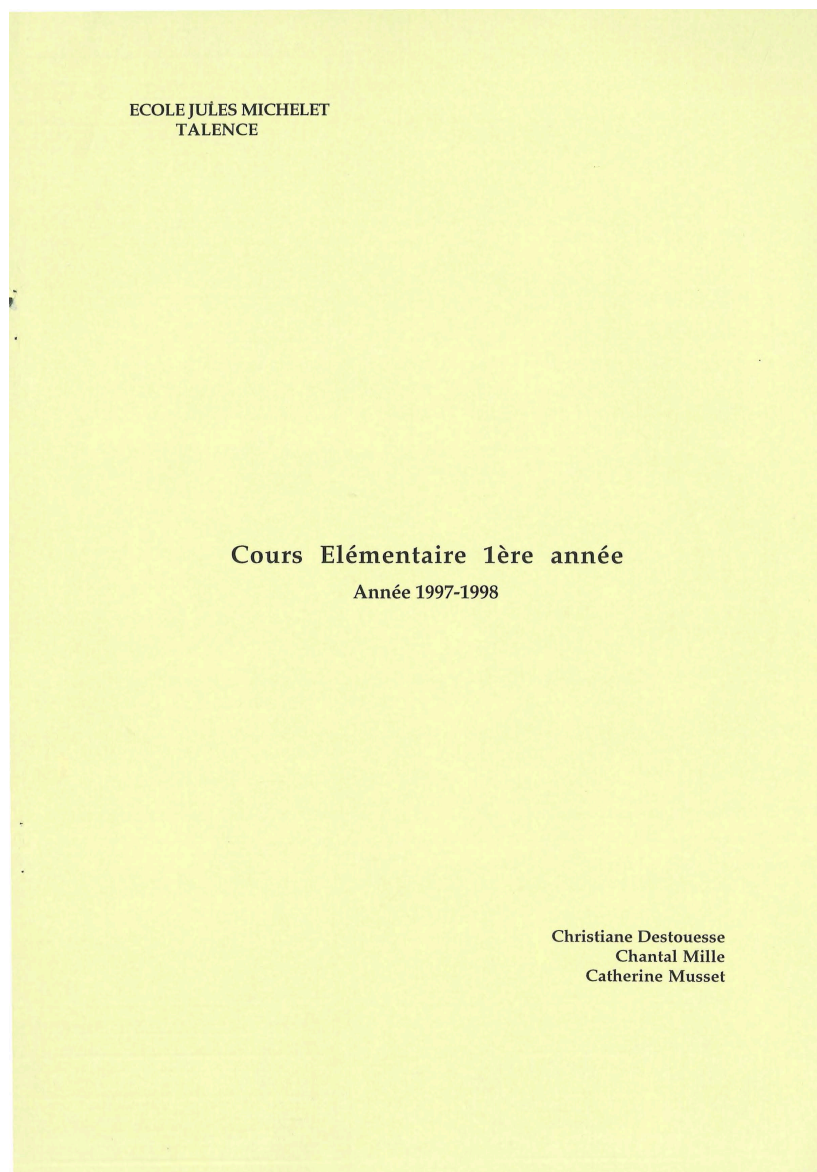 ECOLE JULES MICHELET
TALENCE
Cours Elémentaire 1ère année
Année 1997-1998
Christiane Destouesse
Chantal Mille
Catherine Musset